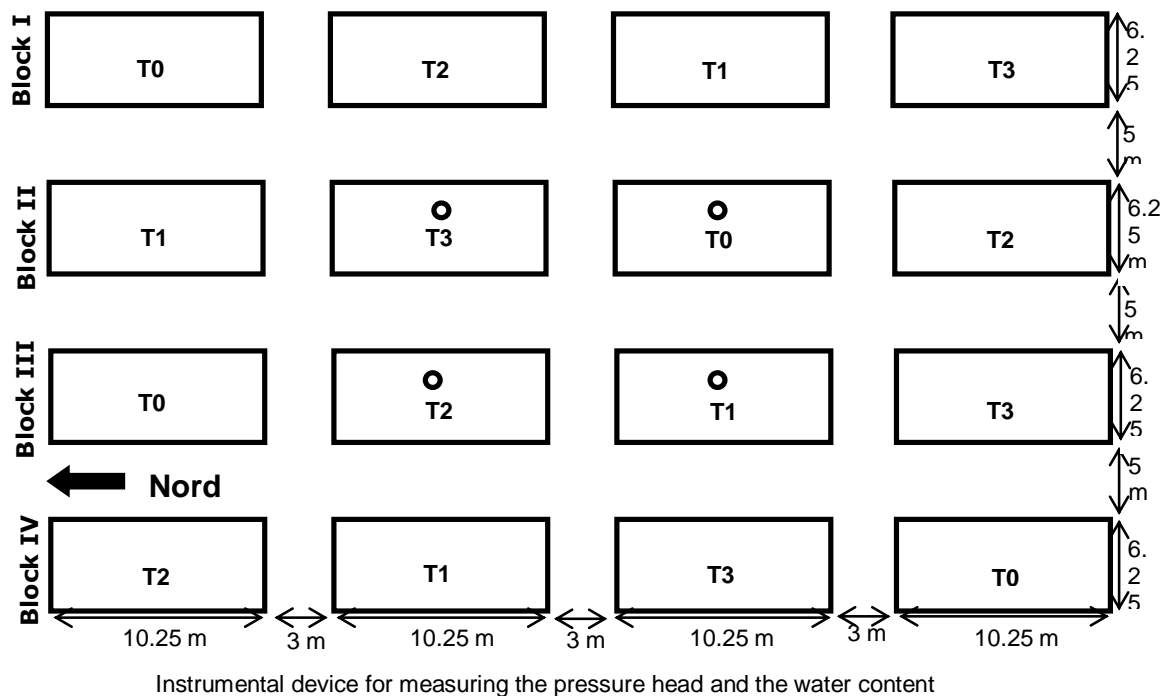 Block I
T0
T2
T1
T3
6.
2
5
5
m
Block II
T1
T3
T0
T2
6.2
5
m
5
m
Block III
T0
T2
T1
T3
6.
2
5
Nord
5
m
Block IV
T2
T1
T3
T0
6.
2
5
10.25 m
3 m
10.25 m
3 m
10.25 m
3 m
10.25 m
Instrumental device for measuring the pressure head and the water content